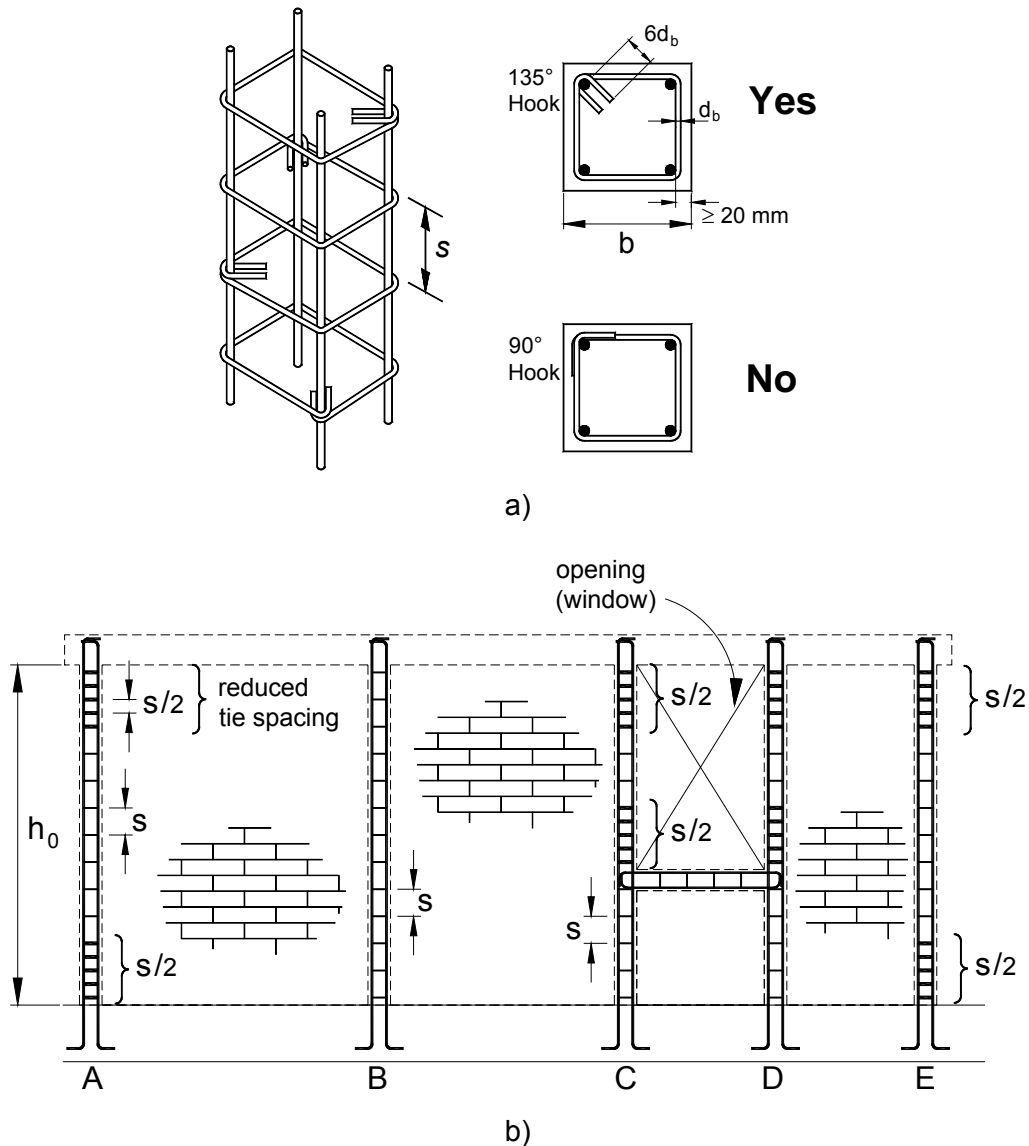 6d_b
135°
Hook
Yes
d_b
s
≥ 20 mm
b
90°
Hook
No
a)
opening
(window)
s/2
reduced
tie spacing
s/2
s/2
h₀
s
s/2
s
s
s/2
s/2
A B C D E
b)